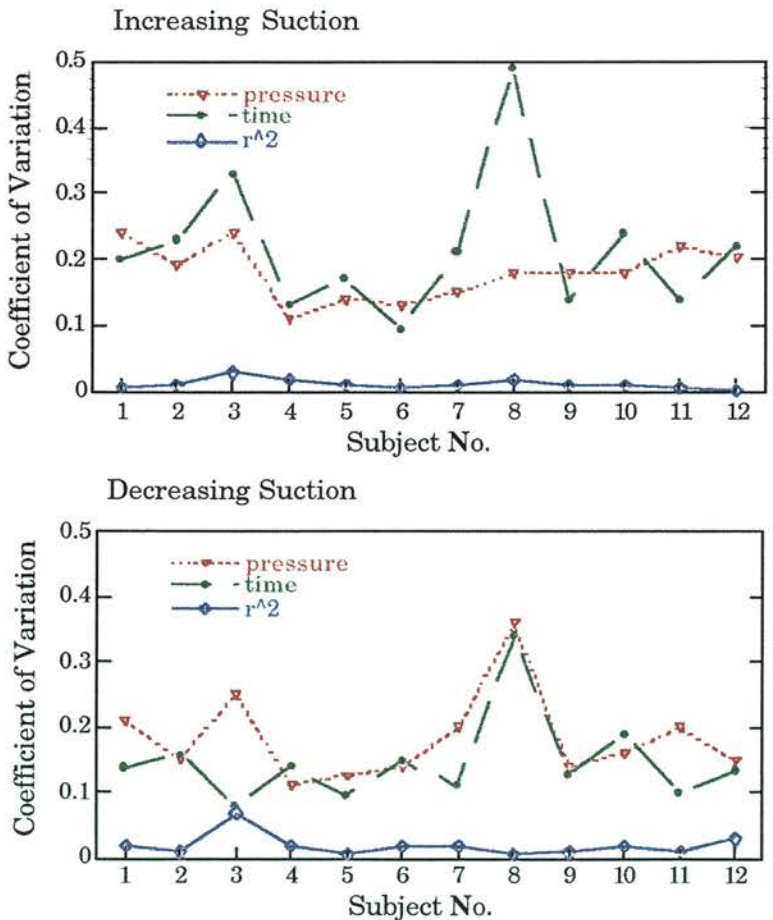 Increasing Suction
0.5
0.4
0.3
0.2
0.1
0
Coefficient of Variation
pressure
time
r^2
1 2 3 4 5 6 7 8 9 10 11 12
Subject No.
Decreasing Suction
0.5
0.4
0.3
0.2
0.1
0
Coefficient of Variation
pressure
time
r^2
1 2 3 4 5 6 7 8 9 10 11 12
Subject No.